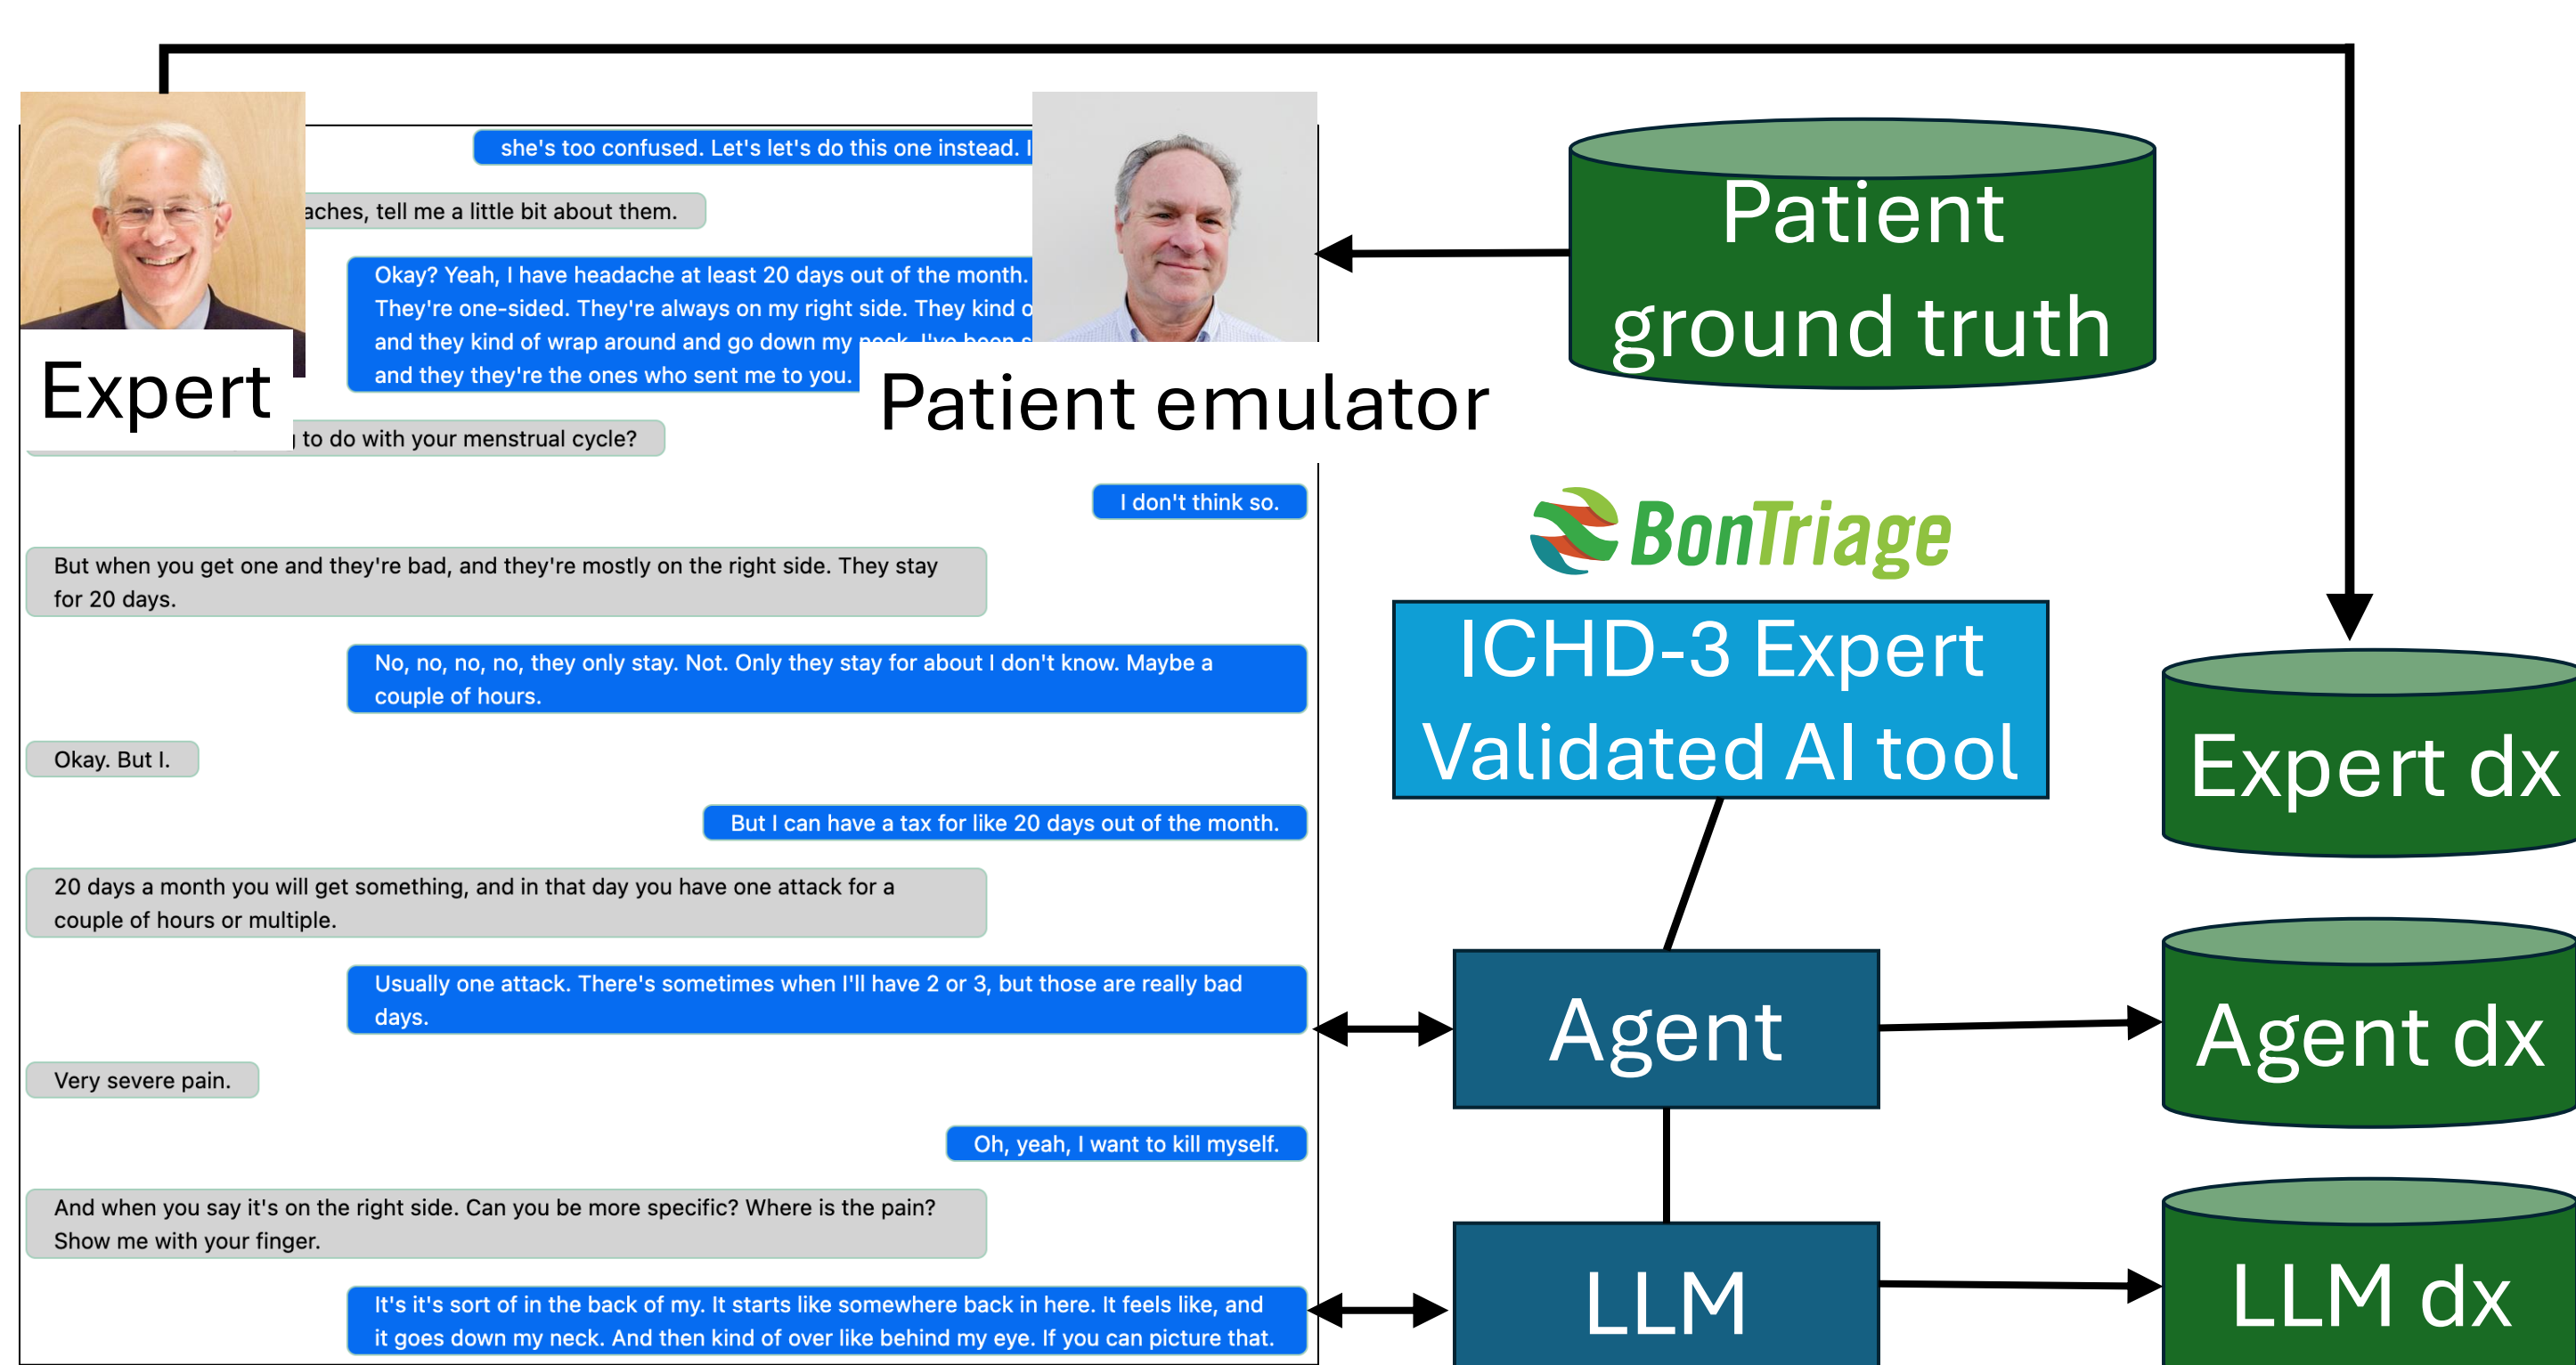 she's too confused. Let's let's do this one instead. I
aches, tell me a little bit about them.
Okay? Yeah, I have headache at least 20 days out of the month.
They're one-sided. They're always on my right side. They kind o
and they kind of wrap around and go down my neck. I've been s
and they they're the ones who sent me to you.
Expert
Patient emulator
to do with your menstrual cycle?
I don't think so.
But when you get one and they're bad, and they're mostly on the right side. They stay
for 20 days.
No, no, no, no, they only stay. Not. Only they stay for about I don't know. Maybe a
couple of hours.
Okay. But I.
But I can have a tax for like 20 days out of the month.
20 days a month you will get something, and in that day you have one attack for a
couple of hours or multiple.
Usually one attack. There's sometimes when I'll have 2 or 3, but those are really bad
days.
Very severe pain.
Oh, yeah, I want to kill myself.
And when you say it's on the right side. Can you be more specific? Where is the pain?
Show me with your finger.
It's it's sort of in the back of my. It starts like somewhere back in here. It feels like, and
it goes down my neck. And then kind of over like behind my eye. If you can picture that.
Patient
ground truth
BonTriage
ICHD-3 Expert
Validated AI tool
Agent
LLM
Expert dx
Agent dx
LLM dx